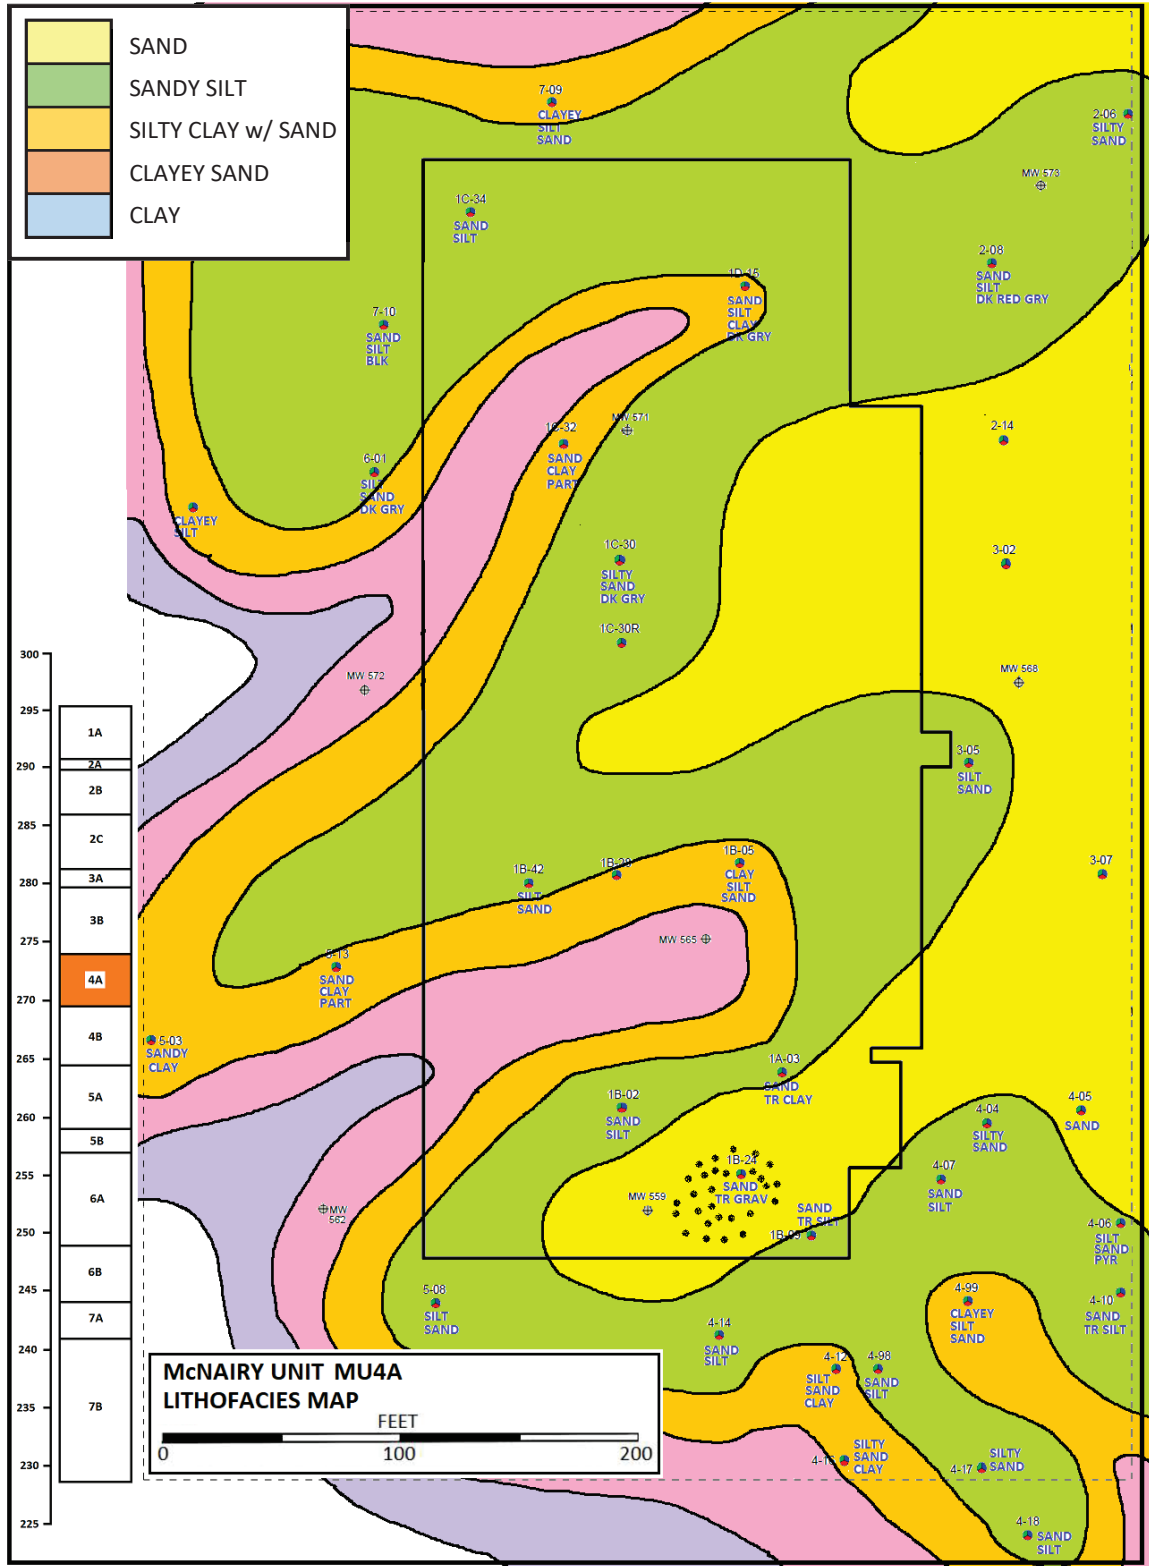 SAND
SANDY SILT
SILTY CLAY w/ SAND
CLAYEY SAND
CLAY
7-09
CLAYEY
SILT
SAND
2-06
SILTY
SAND
MW 573
1C-34
SAND
SILT
2-08
SAND
SILT
DK RED GRY
1D-15
SAND
SILT
CLAY
DK GRY
7-10
SAND
SILT
BLK
MW 571
1C-32
SAND
CLAY
PART
2-14
6-01
SILT
SAND
DK GRY
CLAYEY
SILT
1C-30
SILTY
SAND
DK GRY
3-02
1C-30R
MW 572
MW 568
3-05
SILT
SAND
1B-42
SILT
SAND
1B-29
1B-05
CLAY
SILT
SAND
3-07
MW 565
5-13
SAND
CLAY
PART
5-03
SANDY
CLAY
1A-03
SAND
TR CLAY
1B-02
SAND
SILT
4-04
SILTY
SAND
4-05
SAND
1B-24
SAND
TR GRAV
4-07
SAND
SILT
MW 559
MW
562
SAND
TR SILT
1B-09
4-06
SILT
SAND
PYR
5-08
SILT
SAND
4-99
CLAYEY
SILT
SAND
4-10
SAND
TR SILT
4-14
SAND
SILT
4-12
SILT
SAND
CLAY
4-98
SAND
SILT
4-16
SILTY
SAND
CLAY
4-17
SILTY
SAND
4-18
SAND
SILT
300
295
290
285
280
275
270
265
260
255
250
245
240
235
230
225
1A
2A
2B
2C
3A
3B
4A
4B
5A
5B
6A
6B
7A
7B
McNAIRY UNIT MU4A
LITHOFACIES MAP
FEET
0 100 200